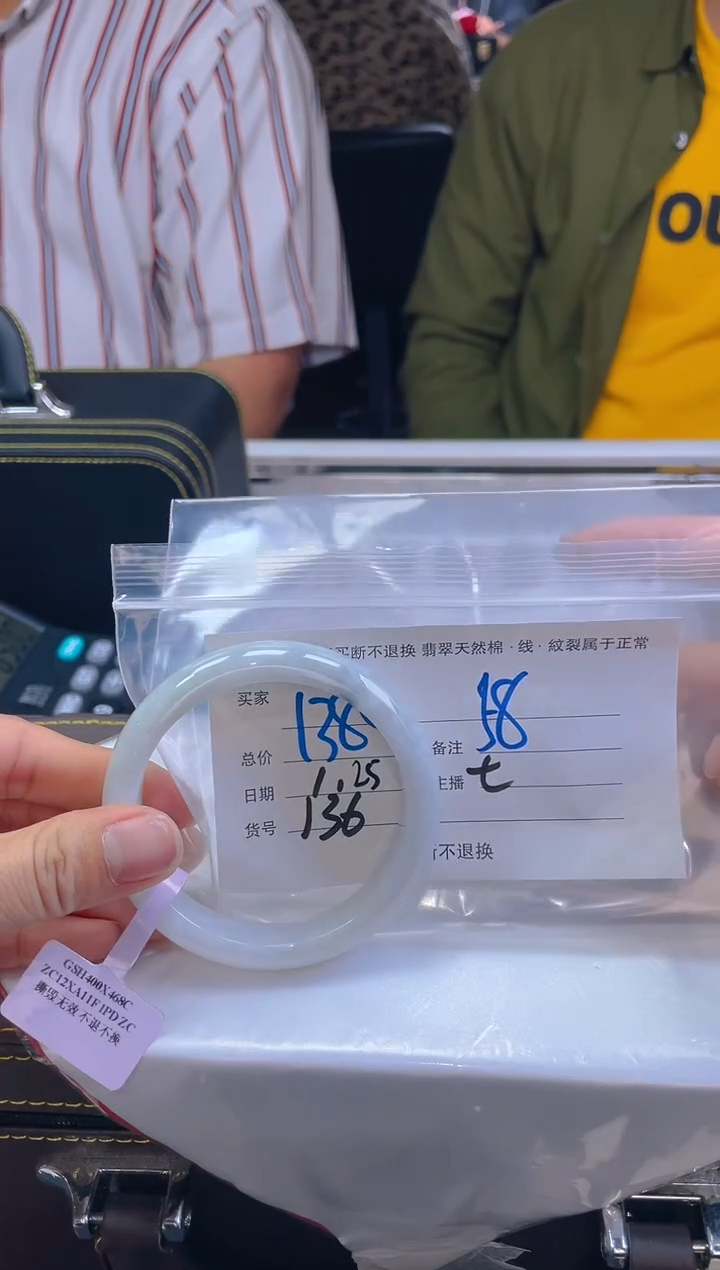 OU
买断不退换 翡翠天然棉·线·紋裂属于正常
买家
总价 138
备注 58
日期 1.25
主播 七
货号 136
不退换
GSH400X468C
ZC12XA11F1PDZC
撕毁无效 不退不换